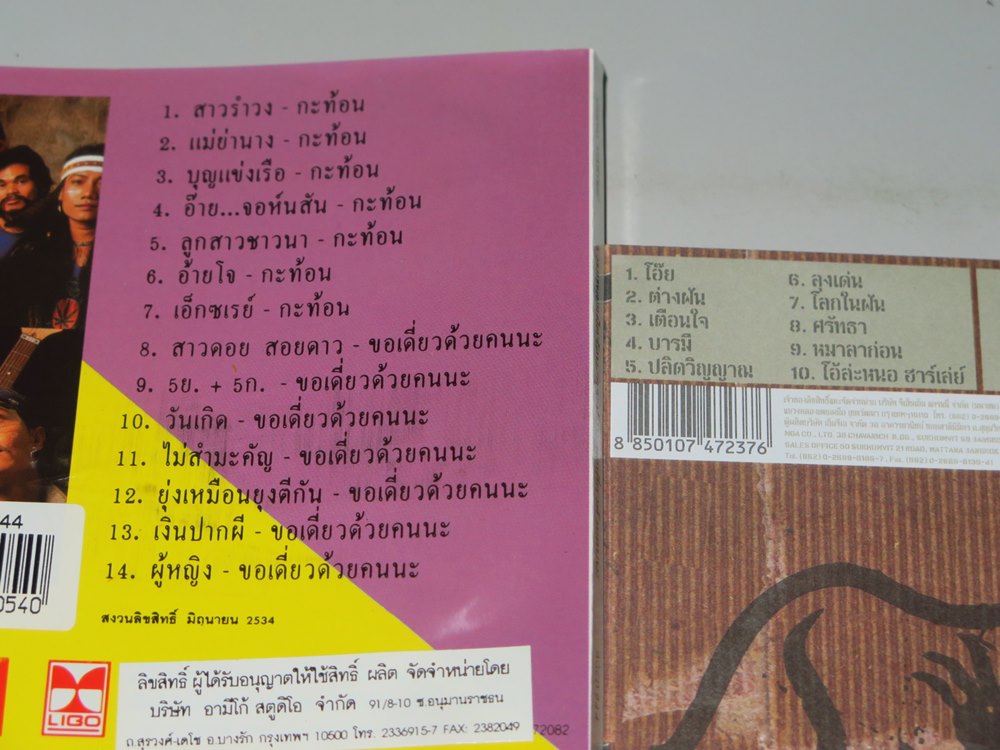 1. สาวรำวง - กะท้อน
2. แม่ย่านาง - กะท้อน
3. บุญแข่งเรือ - กะท้อน
4. อ๊าย...จอห์นสัน - กะท้อน
5. ลูกสาวชาวนา - กะท้อน
6. อ้ายโจ - กะท้อน
7. เอ็กซเรย์ - กะท้อน
8. สาวดอย สอยดาว - ขอเดี่ยวด้วยคนนะ
9. 5ย. + 5ก. - ขอเดี่ยวด้วยคนนะ
10. วันเกิด - ขอเดี่ยวด้วยคนนะ
11. ไม่สำมะคัญ - ขอเดี่ยวด้วยคนนะ
12. ยุ่งเหมือนยุงตีกัน - ขอเดี่ยวด้วยคนนะ
13. เงินปากผี - ขอเดี่ยวด้วยคนนะ
14. ผู้หญิง - ขอเดี่ยวด้วยคนนะ
สงวนลิขสิทธิ์ มิถุนายน 2534
44
0540
LIGO
ลิขสิทธิ์ ผู้ได้รับอนุญาตให้ใช้สิทธิ์ ผลิต จัดจำหน่ายโดย
บริษัท อามีโก้ สตูดิโอ จำกัด 91/8-10 ซ.อนุมานราชธน
ถ.สุรวงศ์-เดโช อ.บางรัก กรุงเทพฯ 10500 โทร. 2336915-7 FAX: 2382049
72082
1. โอ๊ย
2. ต่างฝัน
3. เตือนใจ
4. บารมี
5. ปลิดวิญญาณ
6. ลุงเด่น
7. โลกในฝัน
8. ศรัทธา
9. หมาลาก่อน
10. โอ้ละหนอ ฮาร์เล่ย์
8 850107 472376